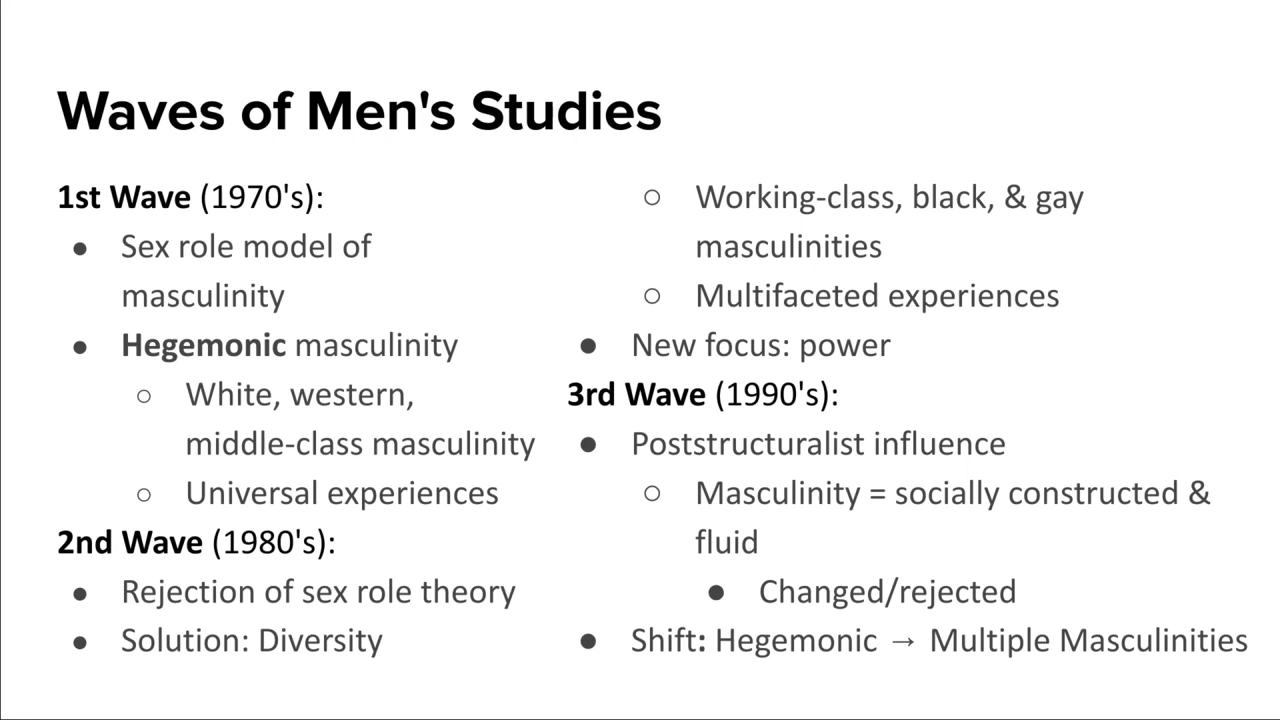 Waves of Men's Studies
1st Wave (1970's):
● Sex role model of
masculinity
● Hegemonic masculinity
○ White, western,
middle-class masculinity
○ Universal experiences
2nd Wave (1980's):
● Rejection of sex role theory
● Solution: Diversity
○ Working-class, black, & gay
masculinities
○ Multifaceted experiences
● New focus: power
3rd Wave (1990's):
● Poststructuralist influence
○ Masculinity = socially constructed &
fluid
● Changed/rejected
● Shift: Hegemonic → Multiple Masculinities